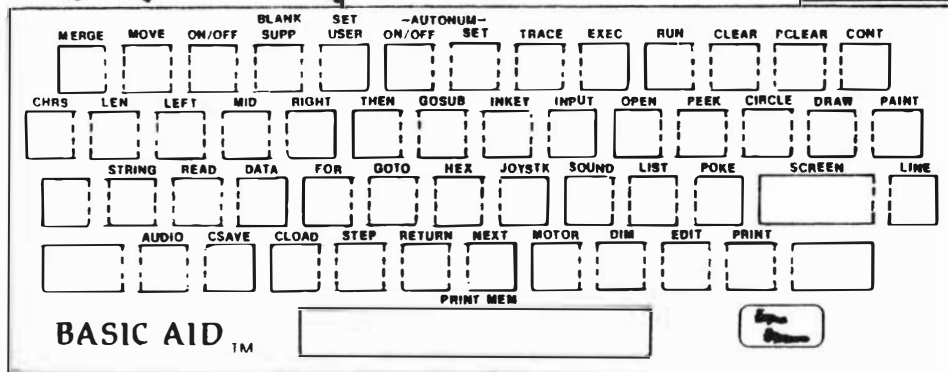 BLANK SET -AUTONUM-
MERGE MOVE ON/OFF SUPP USER ON/OFF SET TRACE EXEC RUN CLEAR PCLEAR CONT
CHRS LEN LEFT MID RIGHT THEN GOSUB INKEY INPUT OPEN PEEK CIRCLE DRAW PAINT
STRING READ DATA FOR GOTO HEX JOYSTK SOUND LIST POKE SCREEN LINE
AUDIO CSAVE CLOAD STEP RETURN NEXT MOTOR DIM EDIT PRINT
PRINT MEM
BASIC AID TM